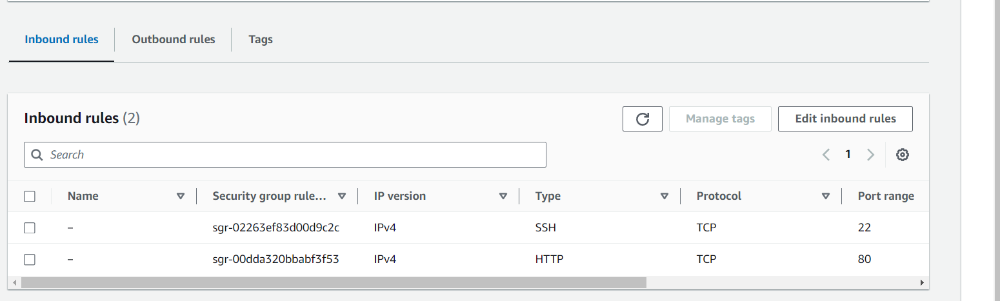 Inbound rules Outbound rules Tags
Inbound rules (2) Manage tags Edit inbound rules
Search 1
Name Security group rule... IP version Type Protocol Port range
– sgr-02263ef83d00d9c2c IPv4 SSH TCP 22
– sgr-00dda320bbabf3f53 IPv4 HTTP TCP 80